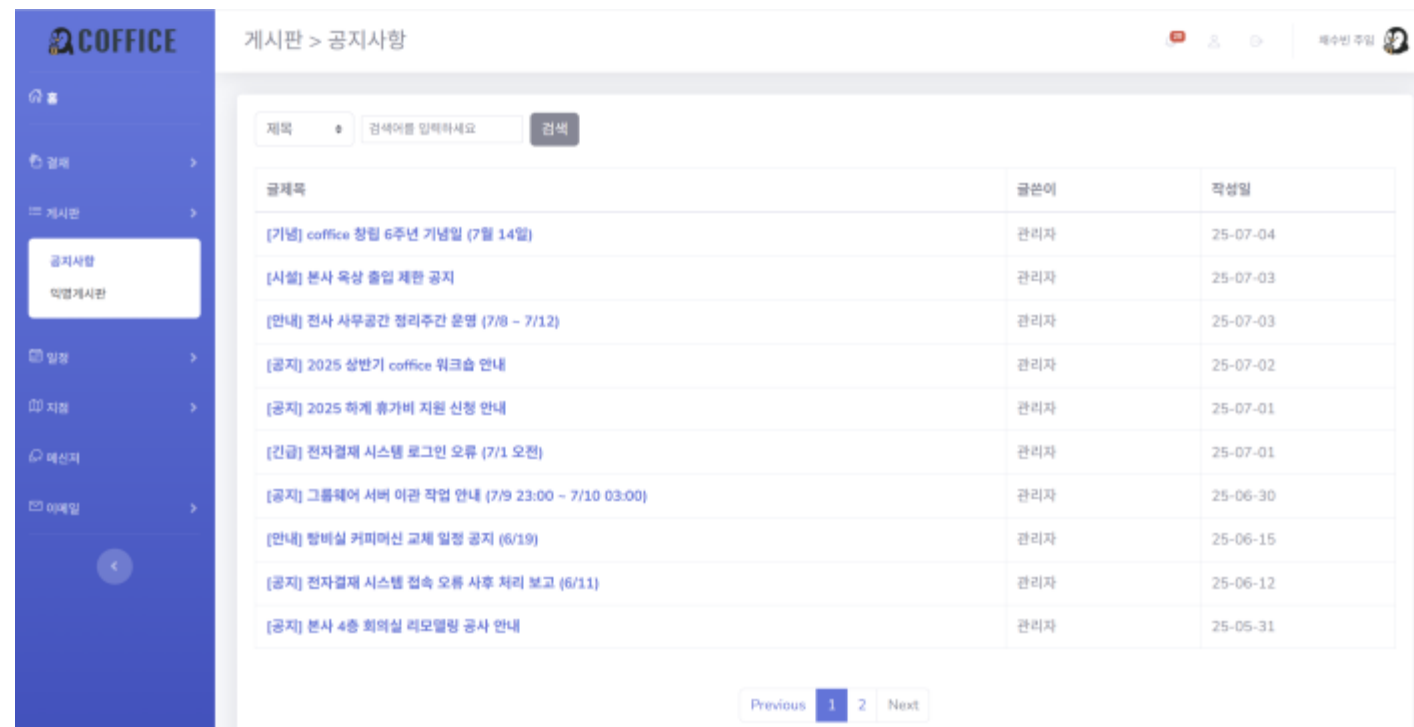 COFFICE
게시판 > 공지사항
채수빈 주임
홈
결재
게시판
공지사항
익명게시판
일정
지점
메신저
이메일
제목
검색어를 입력하세요
검색
글제목 글쓴이 작성일
[기념] coffice 창립 6주년 기념일 (7월 14일) 관리자 25-07-04
[시설] 본사 옥상 출입 제한 공지 관리자 25-07-03
[안내] 전사 사무공간 정리주간 운영 (7/8 ~ 7/12) 관리자 25-07-03
[공지] 2025 상반기 coffice 워크숍 안내 관리자 25-07-02
[공지] 2025 하계 휴가비 지원 신청 안내 관리자 25-07-01
[긴급] 전자결재 시스템 로그인 오류 (7/1 오전) 관리자 25-07-01
[공지] 그룹웨어 서버 이관 작업 안내 (7/9 23:00 ~ 7/10 03:00) 관리자 25-06-30
[안내] 탕비실 커피머신 교체 일정 공지 (6/19) 관리자 25-06-15
[공지] 전자결재 시스템 접속 오류 사후 처리 보고 (6/11) 관리자 25-06-12
[공지] 본사 4층 회의실 리모델링 공사 안내 관리자 25-05-31
Previous 1 2 Next